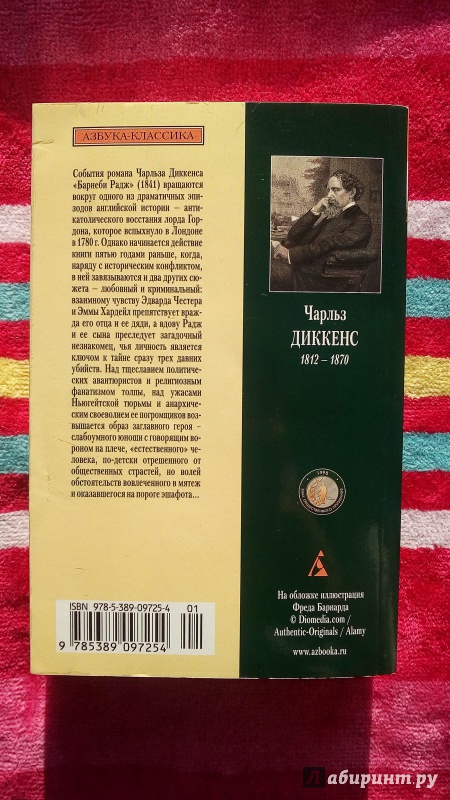 АЗБУКА-КЛАССИКА
События романа Чарльза Диккенса
«Барнеби Радж» (1841) вращаются
вокруг одного из драматичных эпи-
зодов английской истории – анти-
католического восстания лорда Гор-
дона, которое вспыхнуло в Лондоне
в 1780 г. Однако начинается действие
книги пятью годами раньше, когда,
наряду с историческим конфликтом,
в ней завязываются и два других сю-
жета – любовный и криминальный:
взаимному чувству Эдварда Честера
и Эммы Хардейл препятствует враж-
да его отца и ее дяди, а вдову Радж
и ее сына преследует загадочный
незнакомец, чья личность является
ключом к тайне сразу трех давних
убийств. Над тщеславием политичес-
ких авантюристов и религиозным
фанатизмом толпы, над ужасами
Ньюгейтской тюрьмы и анархичес-
ким своеволием ее погромщиков воз-
вышается образ заглавного героя –
слабоумного юноши с говорящим во-
роном на плече, «естественного» че-
ловека, по-детски отрешенного от
общественных страстей, но волей
обстоятельств вовлеченного в мятеж
и оказавшегося на пороге эшафота...
ISBN 978-5-389-09725-4 01
9 785389 097254
Чарльз
ДИККЕНС
1812 – 1870
1998
На обложке иллюстрация
Фреда Барнарда
© Diomedia.com /
Authentic-Originals / Alamy
www.azbooka.ru
Лабиринт.ру